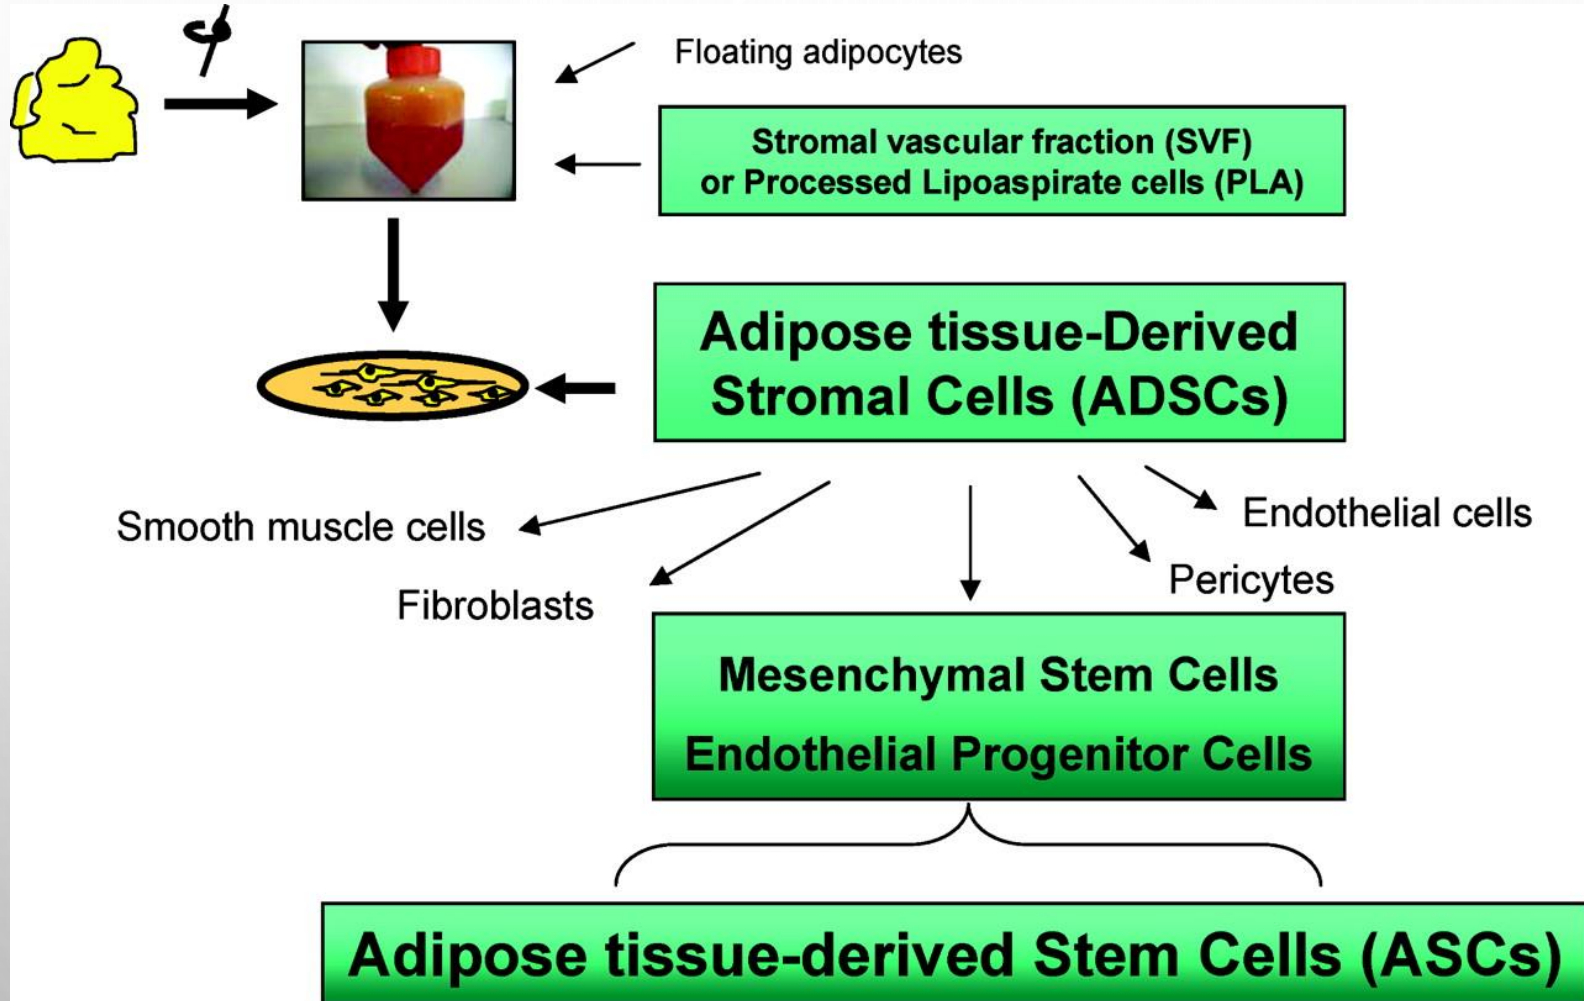 Floating adipocytes
Stromal vascular fraction (SVF)
or Processed Lipoaspirate cells (PLA)
Adipose tissue-Derived
Stromal Cells (ADSCs)
Smooth muscle cells
Endothelial cells
Fibroblasts
Pericytes
Mesenchymal Stem Cells
Endothelial Progenitor Cells
Adipose tissue-derived Stem Cells (ASCs)